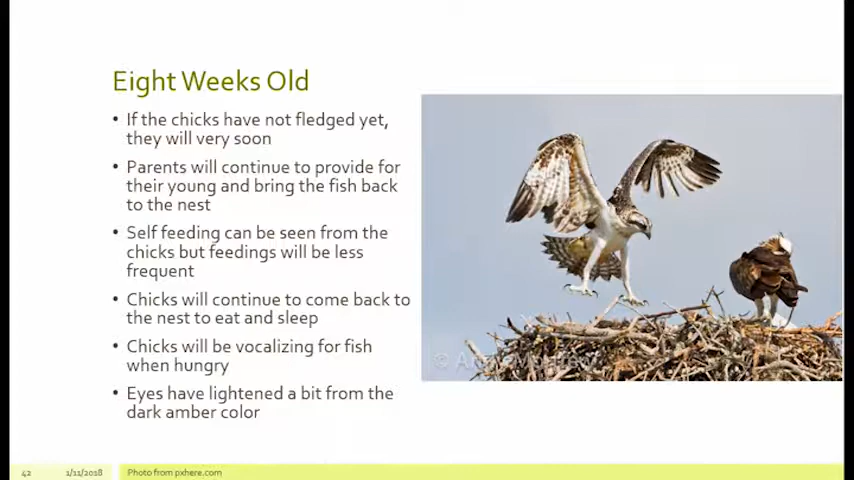 Eight Weeks Old
• If the chicks have not fledged yet,
they will very soon
• Parents will continue to provide for
their young and bring the fish back
to the nest
• Self feeding can be seen from the
chicks but feedings will be less
frequent
• Chicks will continue to come back to
the nest to eat and sleep
• Chicks will be vocalizing for fish
when hungry
• Eyes have lightened a bit from the
dark amber color
42 1/11/2018 Photo from pxhere.com